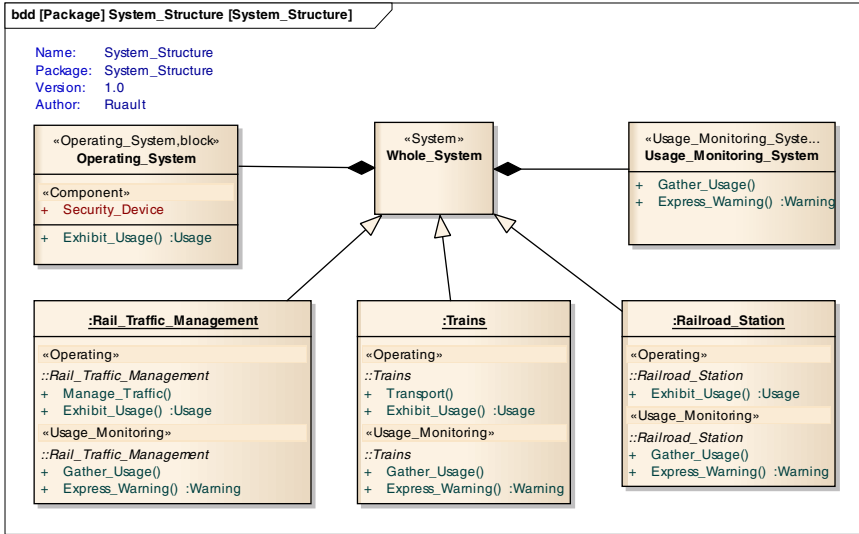 bdd [Package] System_Structure [System_Structure]
Name: System_Structure
Package: System_Structure
Version: 1.0
Author: Ruault
«Operating_System,block»
Operating_System
«Component»
+ Security_Device
+ Exhibit_Usage() :Usage
«System»
Whole_System
«Usage_Monitoring_Syste...
Usage_Monitoring_System
+ Gather_Usage()
+ Express_Warning() :Warning
:Rail_Traffic_Management
«Operating»
::Rail_Traffic_Management
+ Manage_Traffic()
+ Exhibit_Usage() :Usage
«Usage_Monitoring»
::Rail_Traffic_Management
+ Gather_Usage()
+ Express_Warning() :Warning
:Trains
«Operating»
::Trains
+ Transport()
+ Exhibit_Usage() :Usage
«Usage_Monitoring»
::Trains
+ Gather_Usage()
+ Express_Warning() :Warning
:Railroad_Station
«Operating»
::Railroad_Station
+ Exhibit_Usage() :Usage
«Usage_Monitoring»
::Railroad_Station
+ Gather_Usage()
+ Express_Warning() :Warning